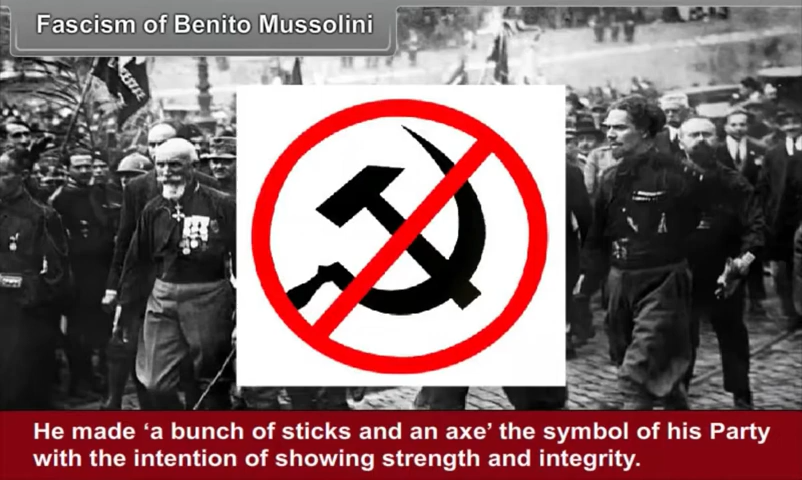 Fascism of Benito Mussolini
He made ‘a bunch of sticks and an axe’ the symbol of his Party
with the intention of showing strength and integrity.